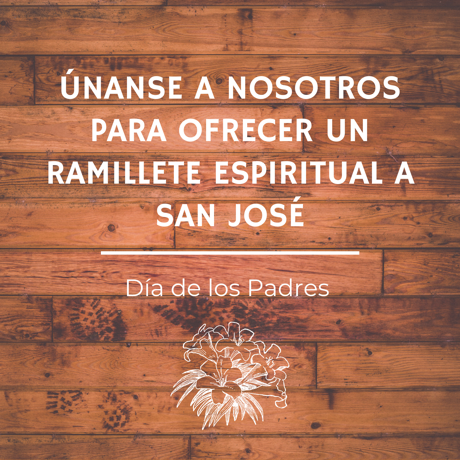 ÚNANSE A NOSOTROS
PARA OFRECER UN
RAMILLETE ESPIRITUAL A
SAN JOSÉ
Día de los Padres